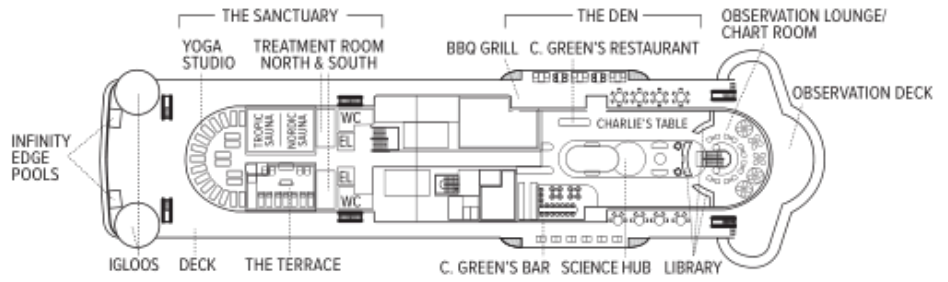 THE SANCTUARY
THE DEN
OBSERVATION LOUNGE/
CHART ROOM
YOGA
STUDIO
TREATMENT ROOM
NORTH & SOUTH
BBQ GRILL
C. GREEN'S RESTAURANT
OBSERVATION DECK
WC
TROPIC
SAUNA
NORDIC
SAUNA
CHARLIE'S TABLE
EL
INFINITY
EDGE
POOLS
EL
WC
IGLOOS
DECK
THE TERRACE
C. GREEN'S BAR
SCIENCE HUB
LIBRARY